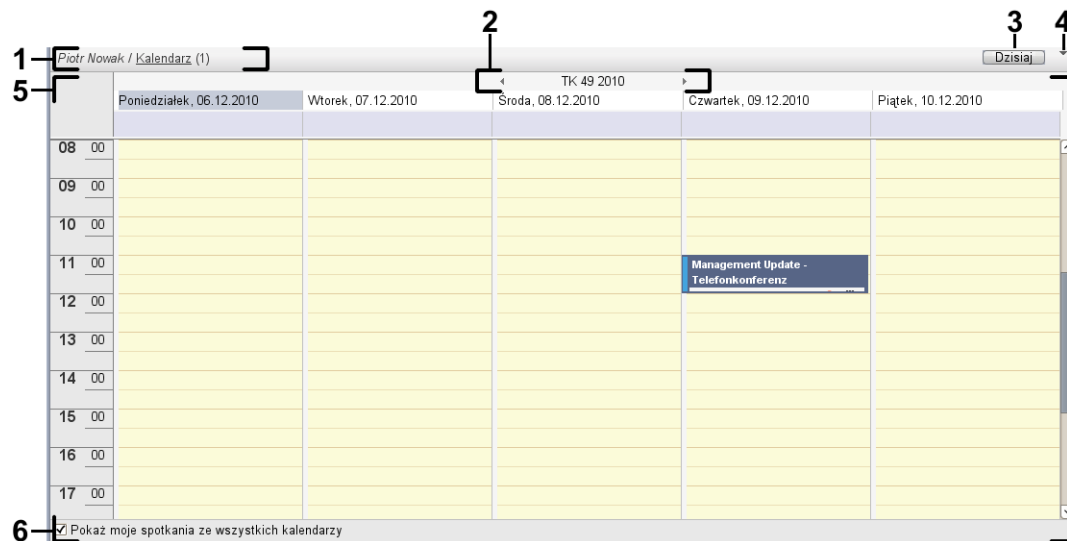 2
3
4
1
Piotr Nowak / Kalendarz (1)
Dzisiaj
5
TK 49 2010
Poniedziałek, 06.12.2010
Wtorek, 07.12.2010
Środa, 08.12.2010
Czwartek, 09.12.2010
Piątek, 10.12.2010
08 00
09 00
10 00
11 00
Management Update -
Telefonkonferenz
12 00
13 00
14 00
15 00
16 00
17 00
6
Pokaż moje spotkania ze wszystkich kalendarzy